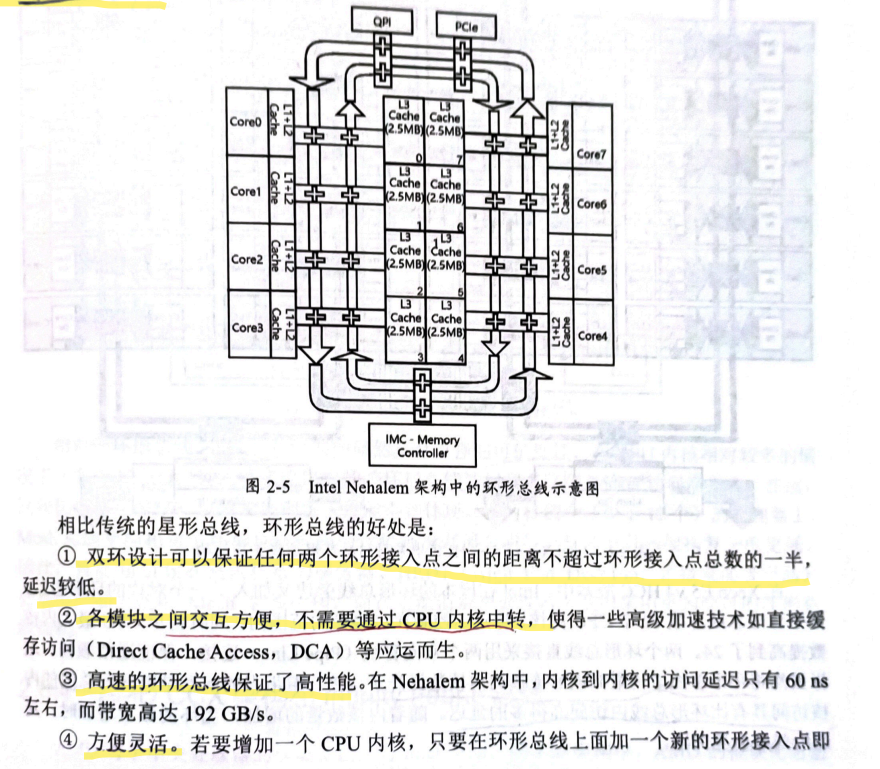 QPI
PCIe
Core0
L1+L2
Cache
Core1
L1+L2
Cache
Core2
L1+L2
Cache
Core3
L1+L2
Cache
L3
Cache
(2.5MB)
0
L3
Cache
(2.5MB)
7
L3
Cache
(2.5MB)
1
L3
Cache
(2.5MB)
6
L3
Cache
(2.5MB)
2
L3
Cache
(2.5MB)
5
L3
Cache
(2.5MB)
3
L3
Cache
(2.5MB)
4
L1+L2
Cache
Core7
L1+L2
Cache
Core6
L1+L2
Cache
Core5
L1+L2
Cache
Core4
IMC - Memory
Controller
图 2-5 Intel Nehalem 架构中的环形总线示意图
相比传统的星形总线，环形总线的好处是：
① 双环设计可以保证任何两个环形接入点之间的距离不超过环形接入点总数的一半，
延迟较低。
② 各模块之间交互方便，不需要通过 CPU 内核中转，使得一些高级加速技术如直接缓
存访问（Direct Cache Access，DCA）等应运而生。
③ 高速的环形总线保证了高性能。在 Nehalem 架构中，内核到内核的访问延迟只有 60 ns
左右，而带宽高达 192 GB/s。
④ 方便灵活。若要增加一个 CPU 内核，只要在环形总线上面加一个新的环形接入点即